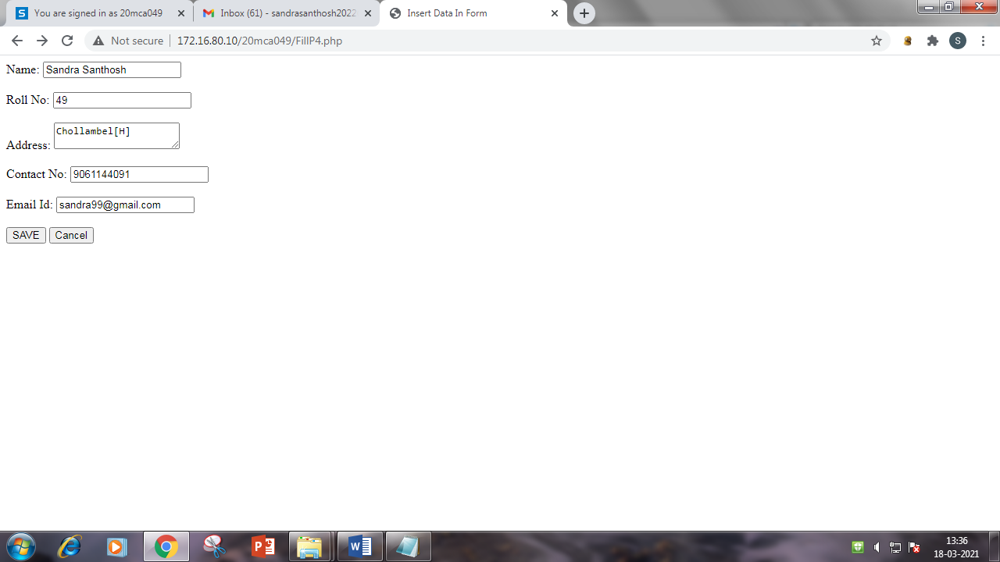 You are signed in as 20mca049
Inbox (61) - sandrasanthosh2022
Insert Data In Form
Not secure 172.16.80.10/20mca049/FillP4.php
S
Name: Sandra Santhosh
Roll No: 49
Address: Chollambel[H]
Contact No: 9061144091
Email Id: sandra99@gmail.com
SAVE Cancel
13:36
18-03-2021